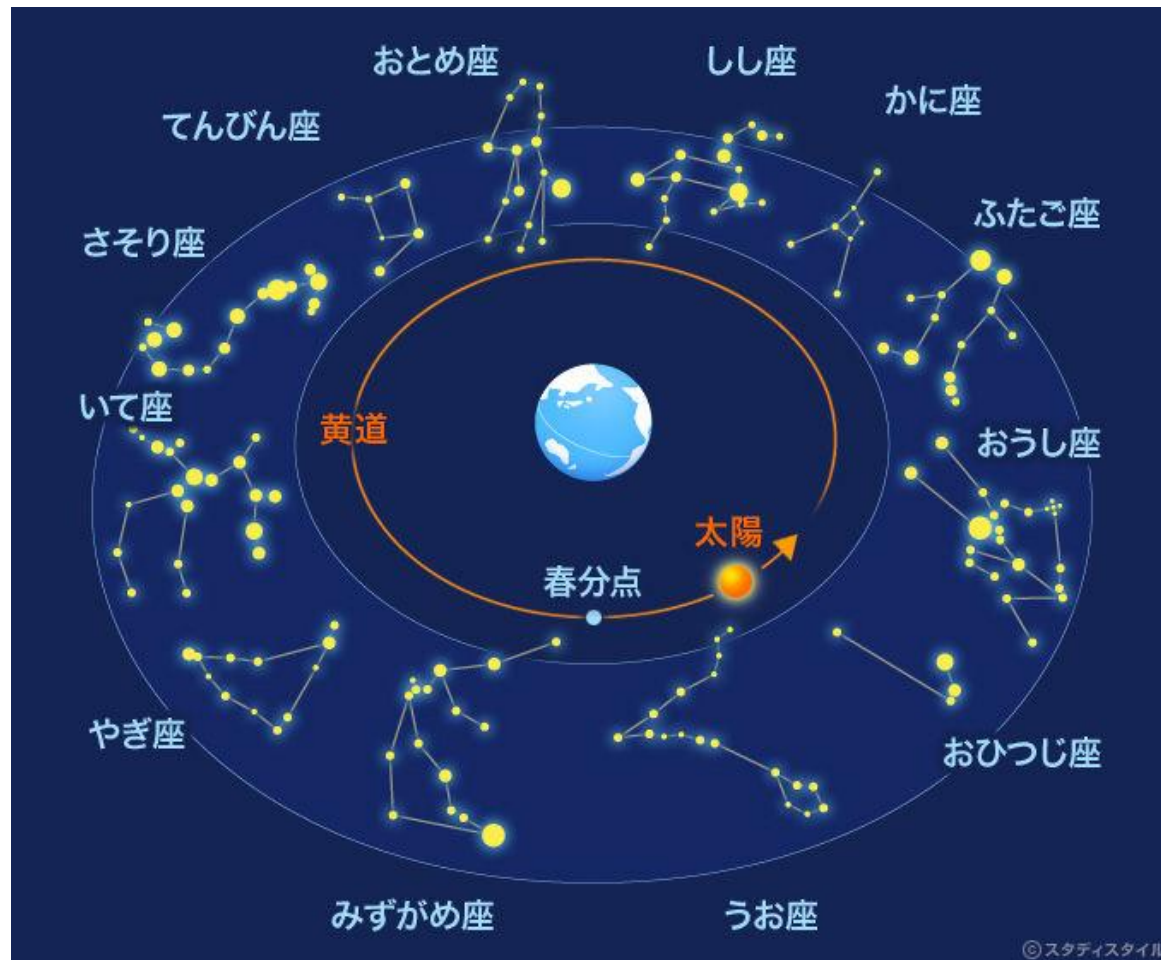 おとめ座
しし座
かに座
てんびん座
ふたご座
さそり座
いて座
黄道
おうし座
太陽
春分点
やぎ座
おひつじ座
みずがめ座
うお座
©スタディスタイル